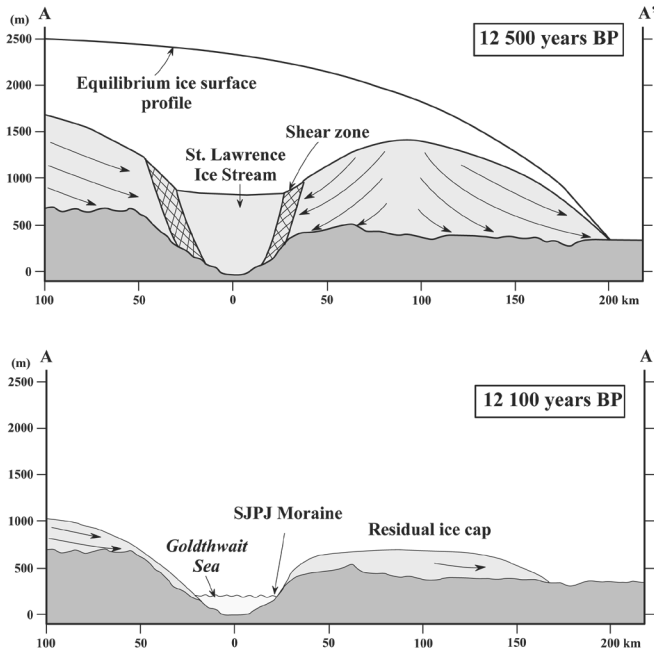 (m) A A'
12 500 years BP
2500
Equilibrium ice surface
profile
2000
Shear zone
1500
St. Lawrence
Ice Stream
1000
500
0
100 50 0 50 100 150 200 km
(m) A A
12 100 years BP
2500
2000
1500
SJPJ Moraine
1000
Residual ice cap
Goldthwait
Sea
500
0
100 50 0 50 100 150 200 km